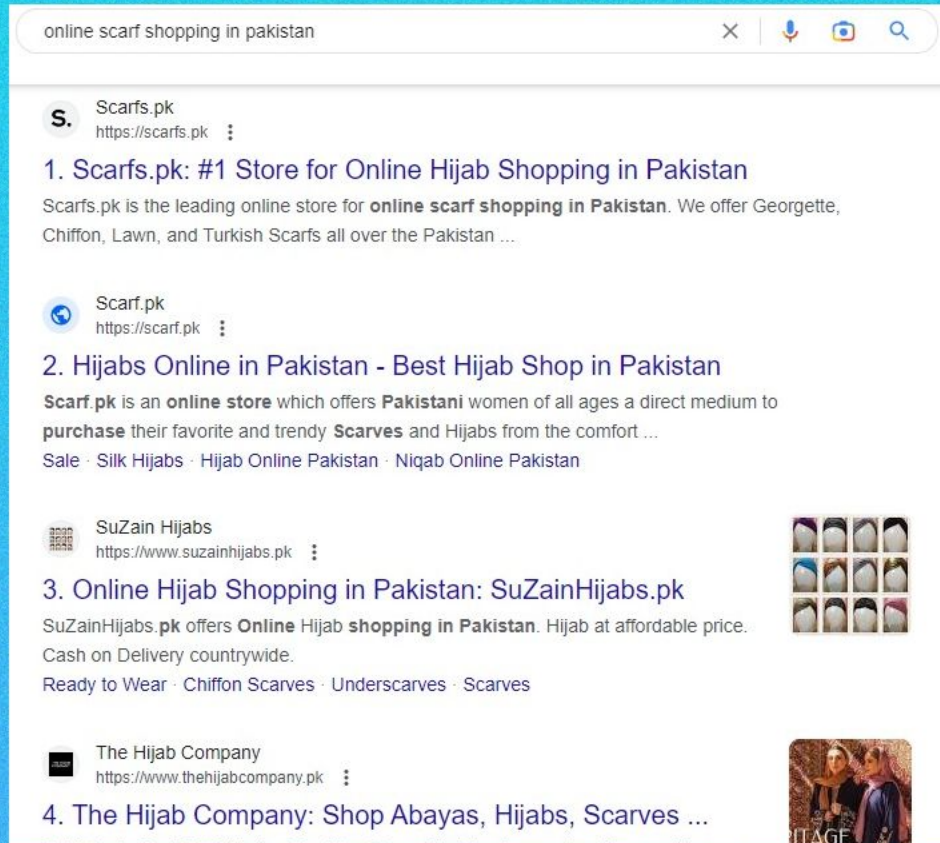 online scarf shopping in pakistan
S.
Scarfs.pk
https://scarfs.pk
1. Scarfs.pk: #1 Store for Online Hijab Shopping in Pakistan
Scarfs.pk is the leading online store for online scarf shopping in Pakistan. We offer Georgette,
Chiffon, Lawn, and Turkish Scarfs all over the Pakistan ...
Scarf.pk
https://scarf.pk
2. Hijabs Online in Pakistan - Best Hijab Shop in Pakistan
Scarf.pk is an online store which offers Pakistani women of all ages a direct medium to
purchase their favorite and trendy Scarves and Hijabs from the comfort ...
Sale · Silk Hijabs · Hijab Online Pakistan · Niqab Online Pakistan
SuZain Hijabs
https://www.suzainhijabs.pk
3. Online Hijab Shopping in Pakistan: SuZainHijabs.pk
SuZainHijabs.pk offers Online Hijab shopping in Pakistan. Hijab at affordable price.
Cash on Delivery countrywide.
Ready to Wear · Chiffon Scarves · Underscarves · Scarves
The Hijab Company
https://www.thehijabcompany.pk
4. The Hijab Company: Shop Abayas, Hijabs, Scarves ...
ITAGE